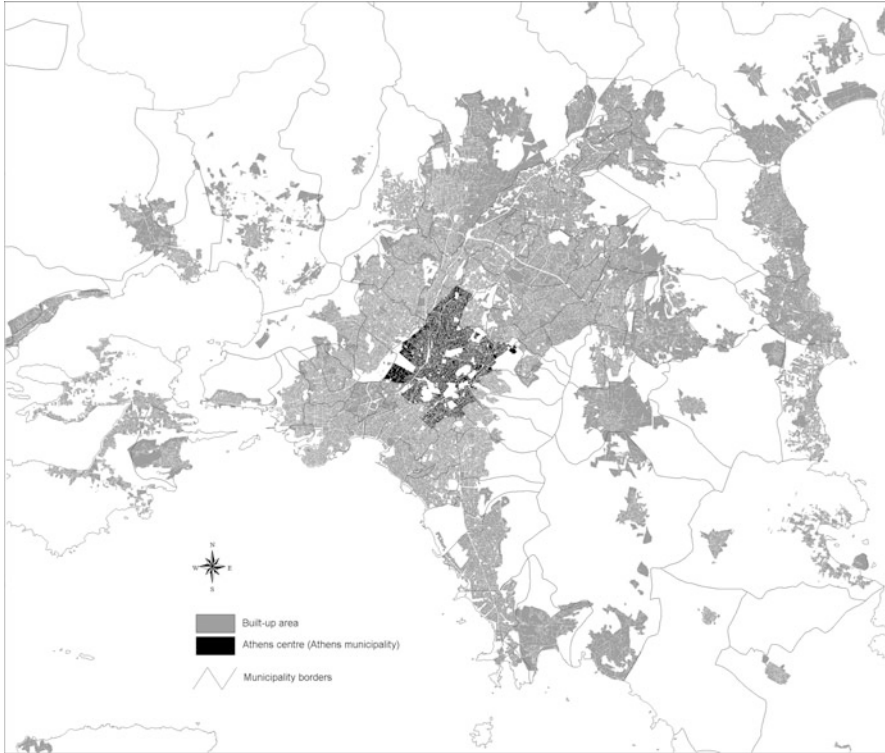 N
W E
S
Built-up area
Athens centre (Athens municipality)
Municipality borders